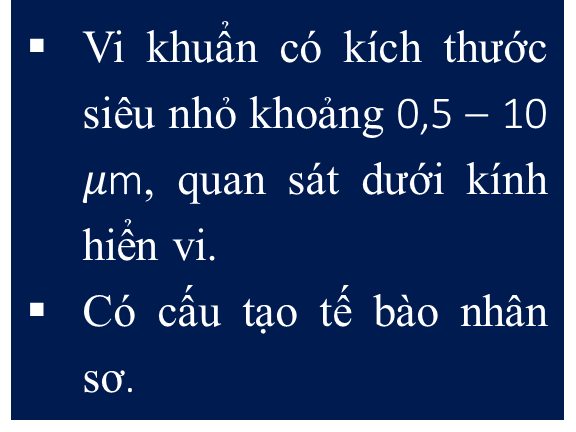 ▪ Vi khuẩn có kích thước
siêu nhỏ khoảng 0,5 – 10
μm, quan sát dưới kính
hiển vi.
▪ Có cấu tạo tế bào nhân
sơ.